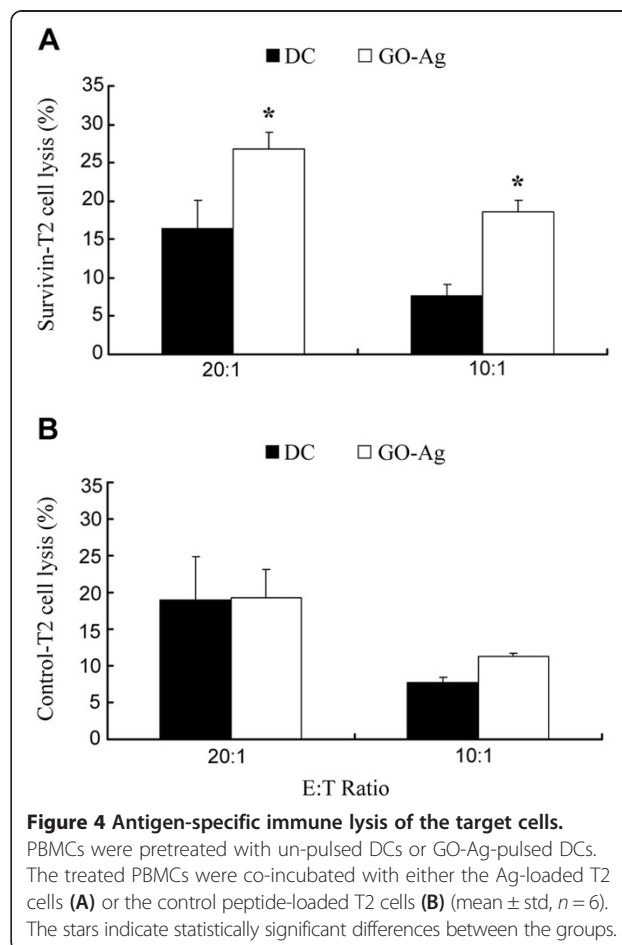 A
■ DC □ GO-Ag
Survivin-T2 cell lysis (%)
35
30
25
20
15
10
5
0
*
*
20:1 10:1
B
■ DC □ GO-Ag
Control-T2 cell lysis (%)
35
30
25
20
15
10
5
0
20:1 10:1
E:T Ratio
Figure 4 Antigen-specific immune lysis of the target cells.
PBMCs were pretreated with un-pulsed DCs or GO-Ag-pulsed DCs.
The treated PBMCs were co-incubated with either the Ag-loaded T2
cells (A) or the control peptide-loaded T2 cells (B) (mean ± std, n = 6).
The stars indicate statistically significant differences between the groups.